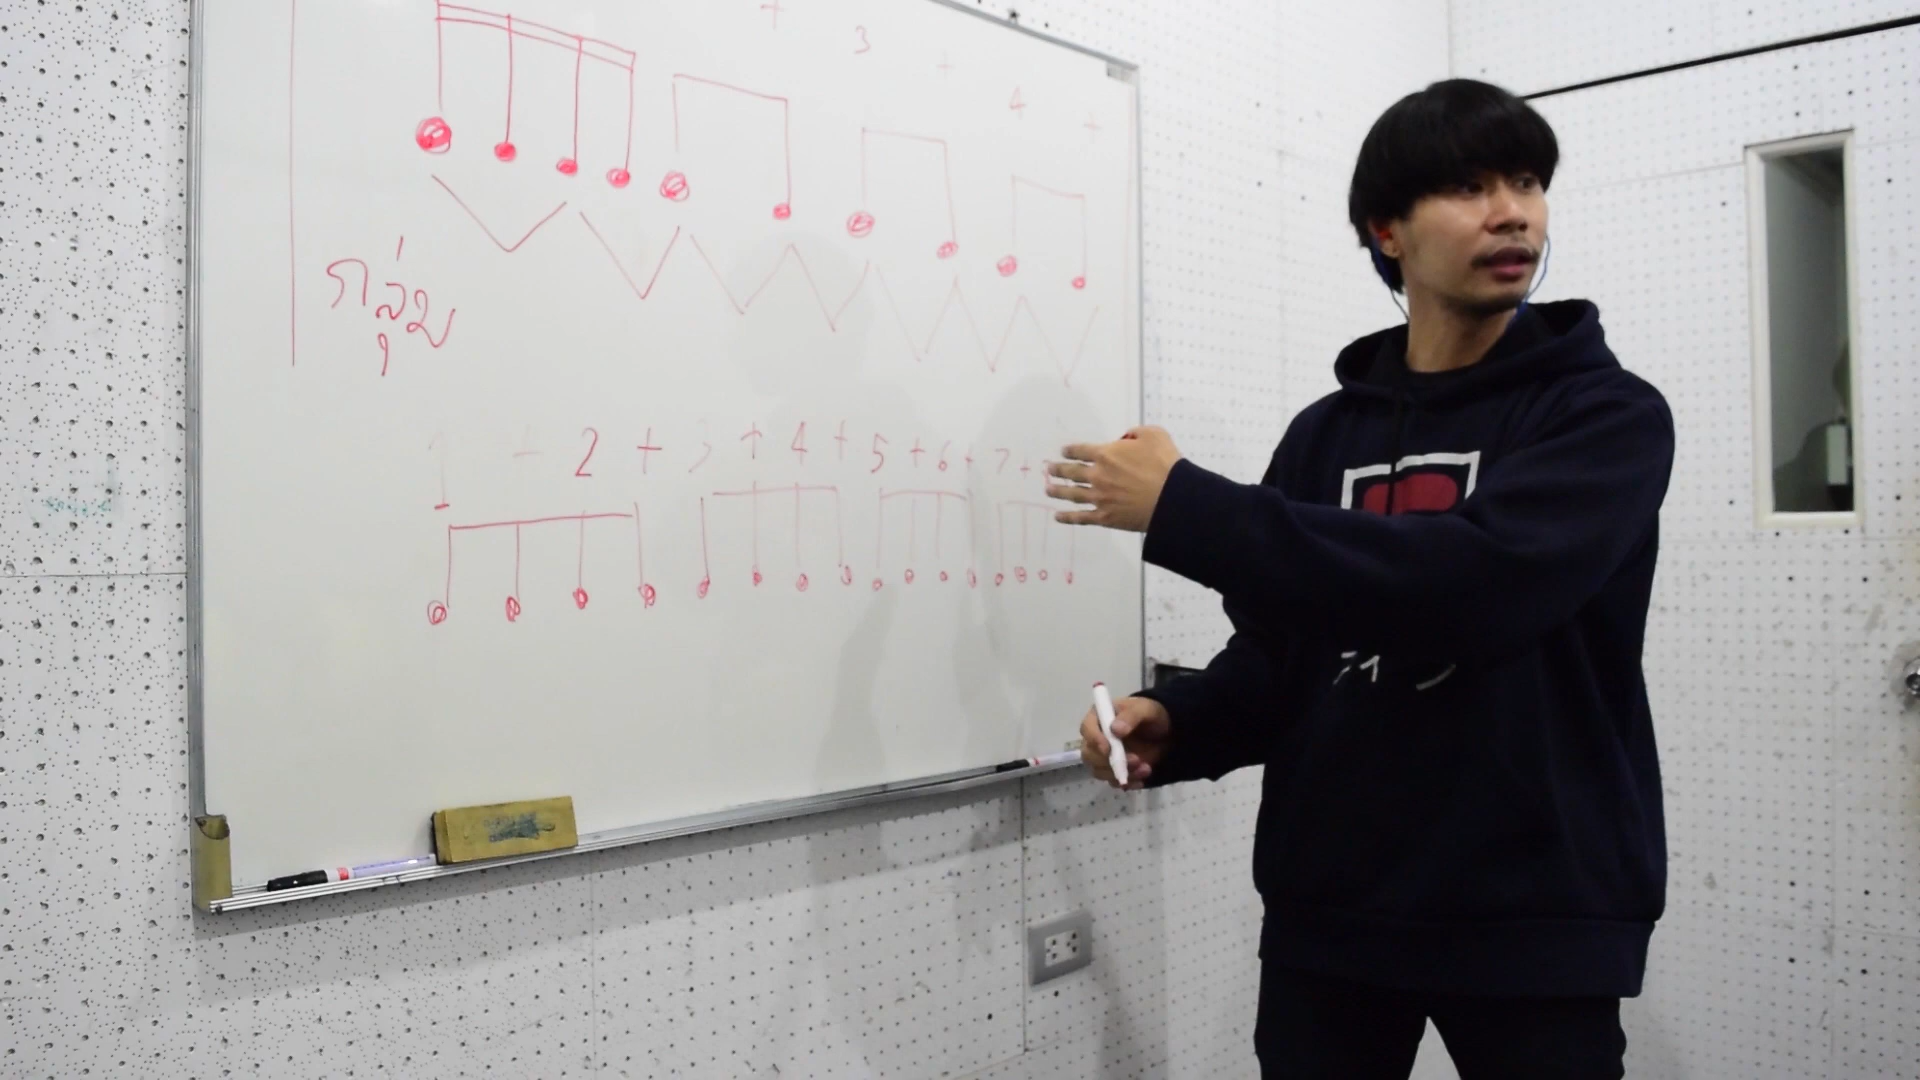 + 3 + 4 +
กลุ่ม
1 + 2 + 3 + 4 + 5 + 6 + 7 +